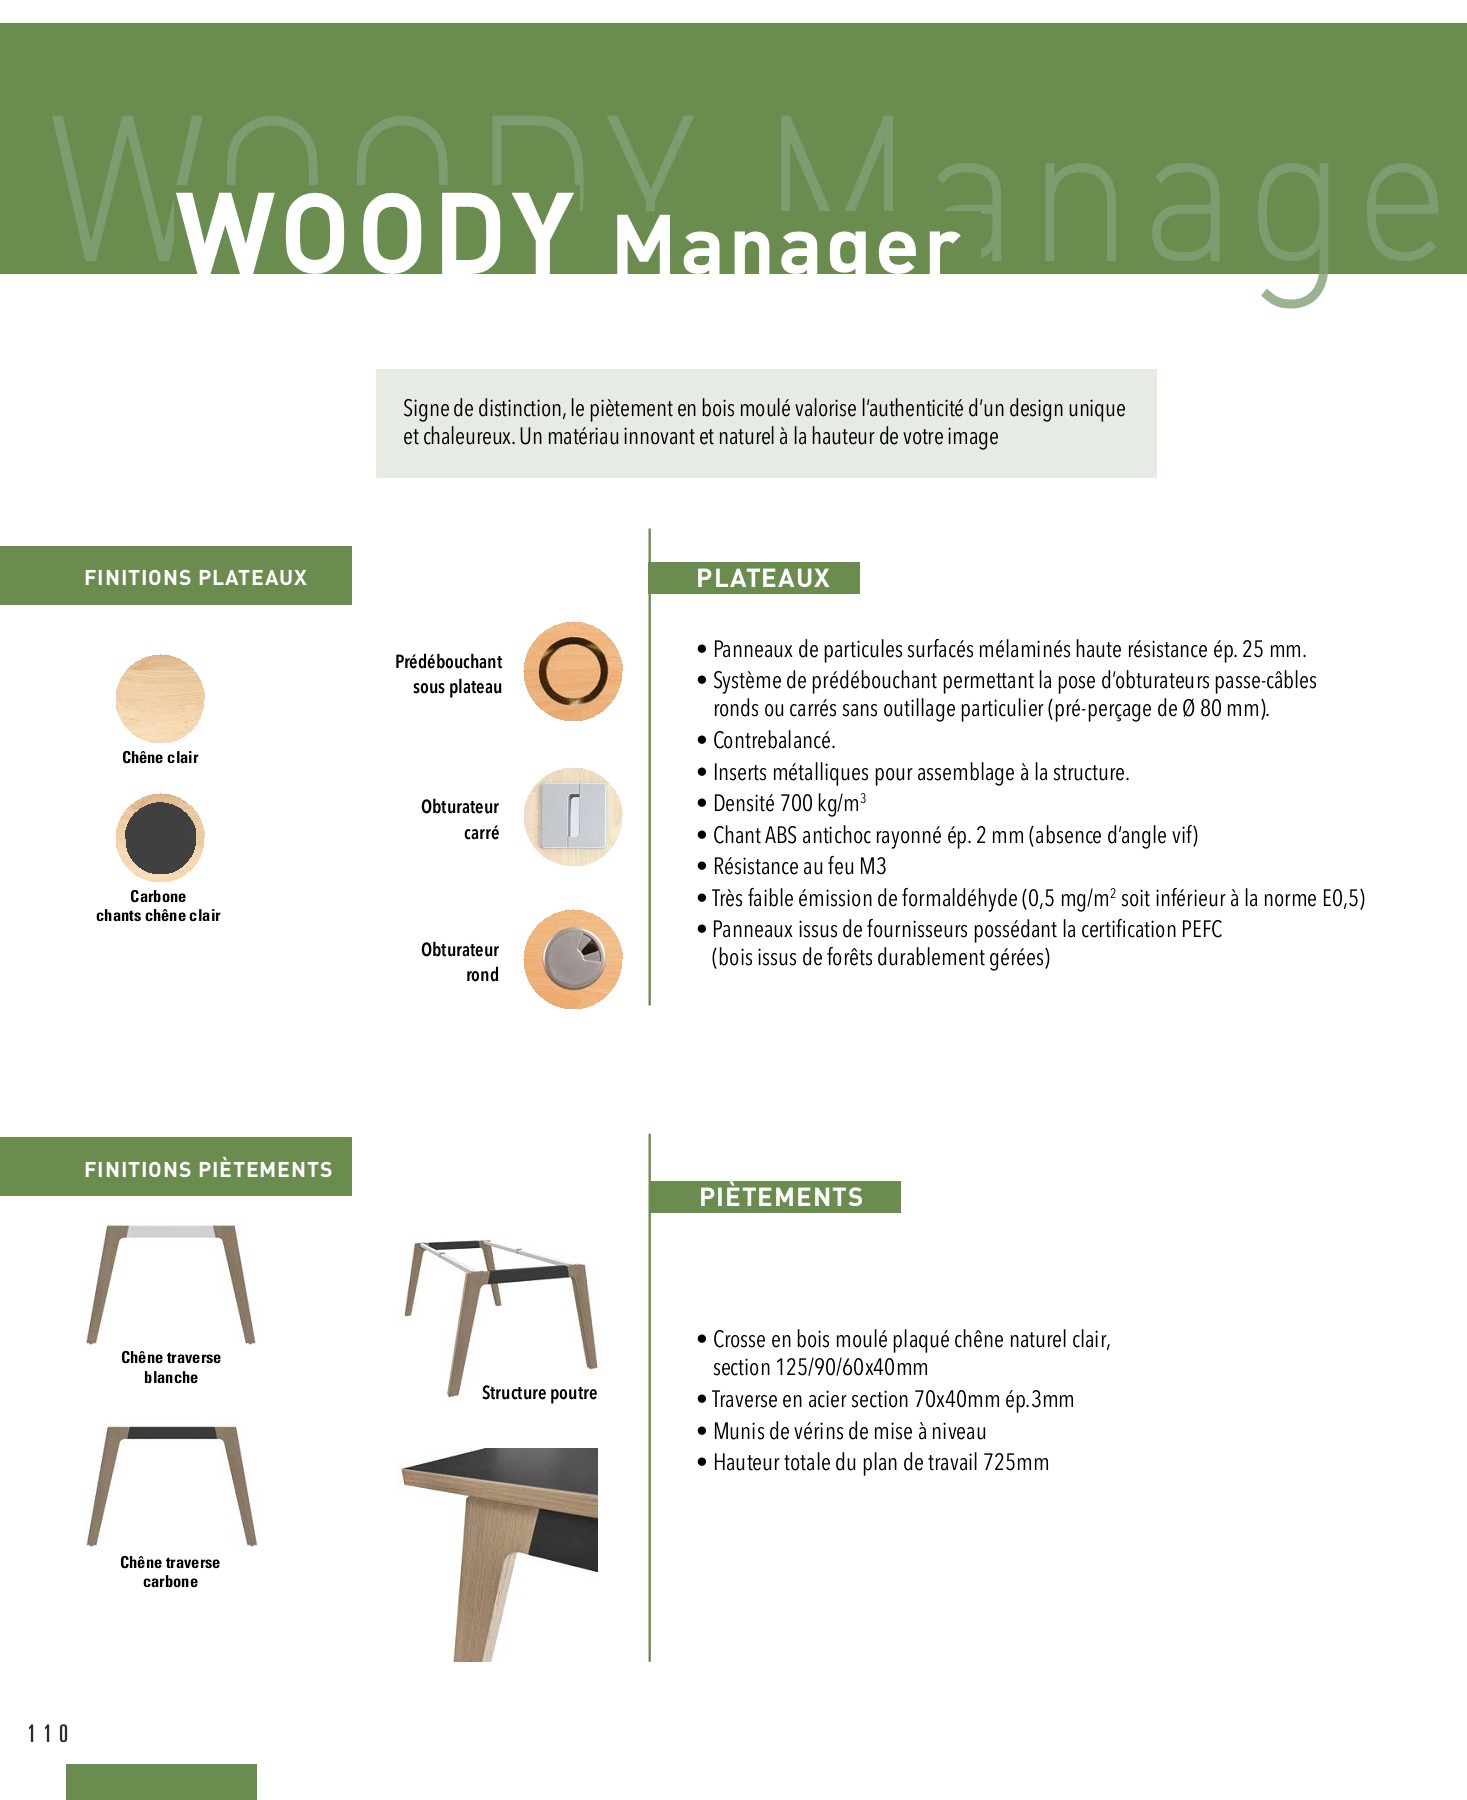 WOODY Manage
WOODY Manager
Signe de distinction, le piètement en bois moulé valorise l’authenticité d’un design unique
et chaleureux. Un matériau innovant et naturel à la hauteur de votre image
FINITIONS PLATEAUX
Chêne clair
Carbone
chants chêne clair
Prédébouchant
sous plateau
Obturateur
carré
Obturateur
rond
PLATEAUX
• Panneaux de particules surfacés mélaminés haute résistance ép. 25 mm.
• Système de prédébouchant permettant la pose d’obturateurs passe-câbles
ronds ou carrés sans outillage particulier (pré-perçage de Ø 80 mm).
• Contrebalancé.
• Inserts métalliques pour assemblage à la structure.
• Densité 700 kg/m³
• Chant ABS antichoc rayonné ép. 2 mm (absence d’angle vif)
• Résistance au feu M3
• Très faible émission de formaldéhyde (0,5 mg/m² soit inférieur à la norme E0,5)
• Panneaux issus de fournisseurs possédant la certification PEFC
(bois issus de forêts durablement gérées)
FINITIONS PIÈTEMENTS
Chêne traverse
blanche
Chêne traverse
carbone
Structure poutre
PIÈTEMENTS
• Crosse en bois moulé plaqué chêne naturel clair,
section 125/90/60x40mm
• Traverse en acier section 70x40mm ép.3mm
• Munis de vérins de mise à niveau
• Hauteur totale du plan de travail 725mm
110